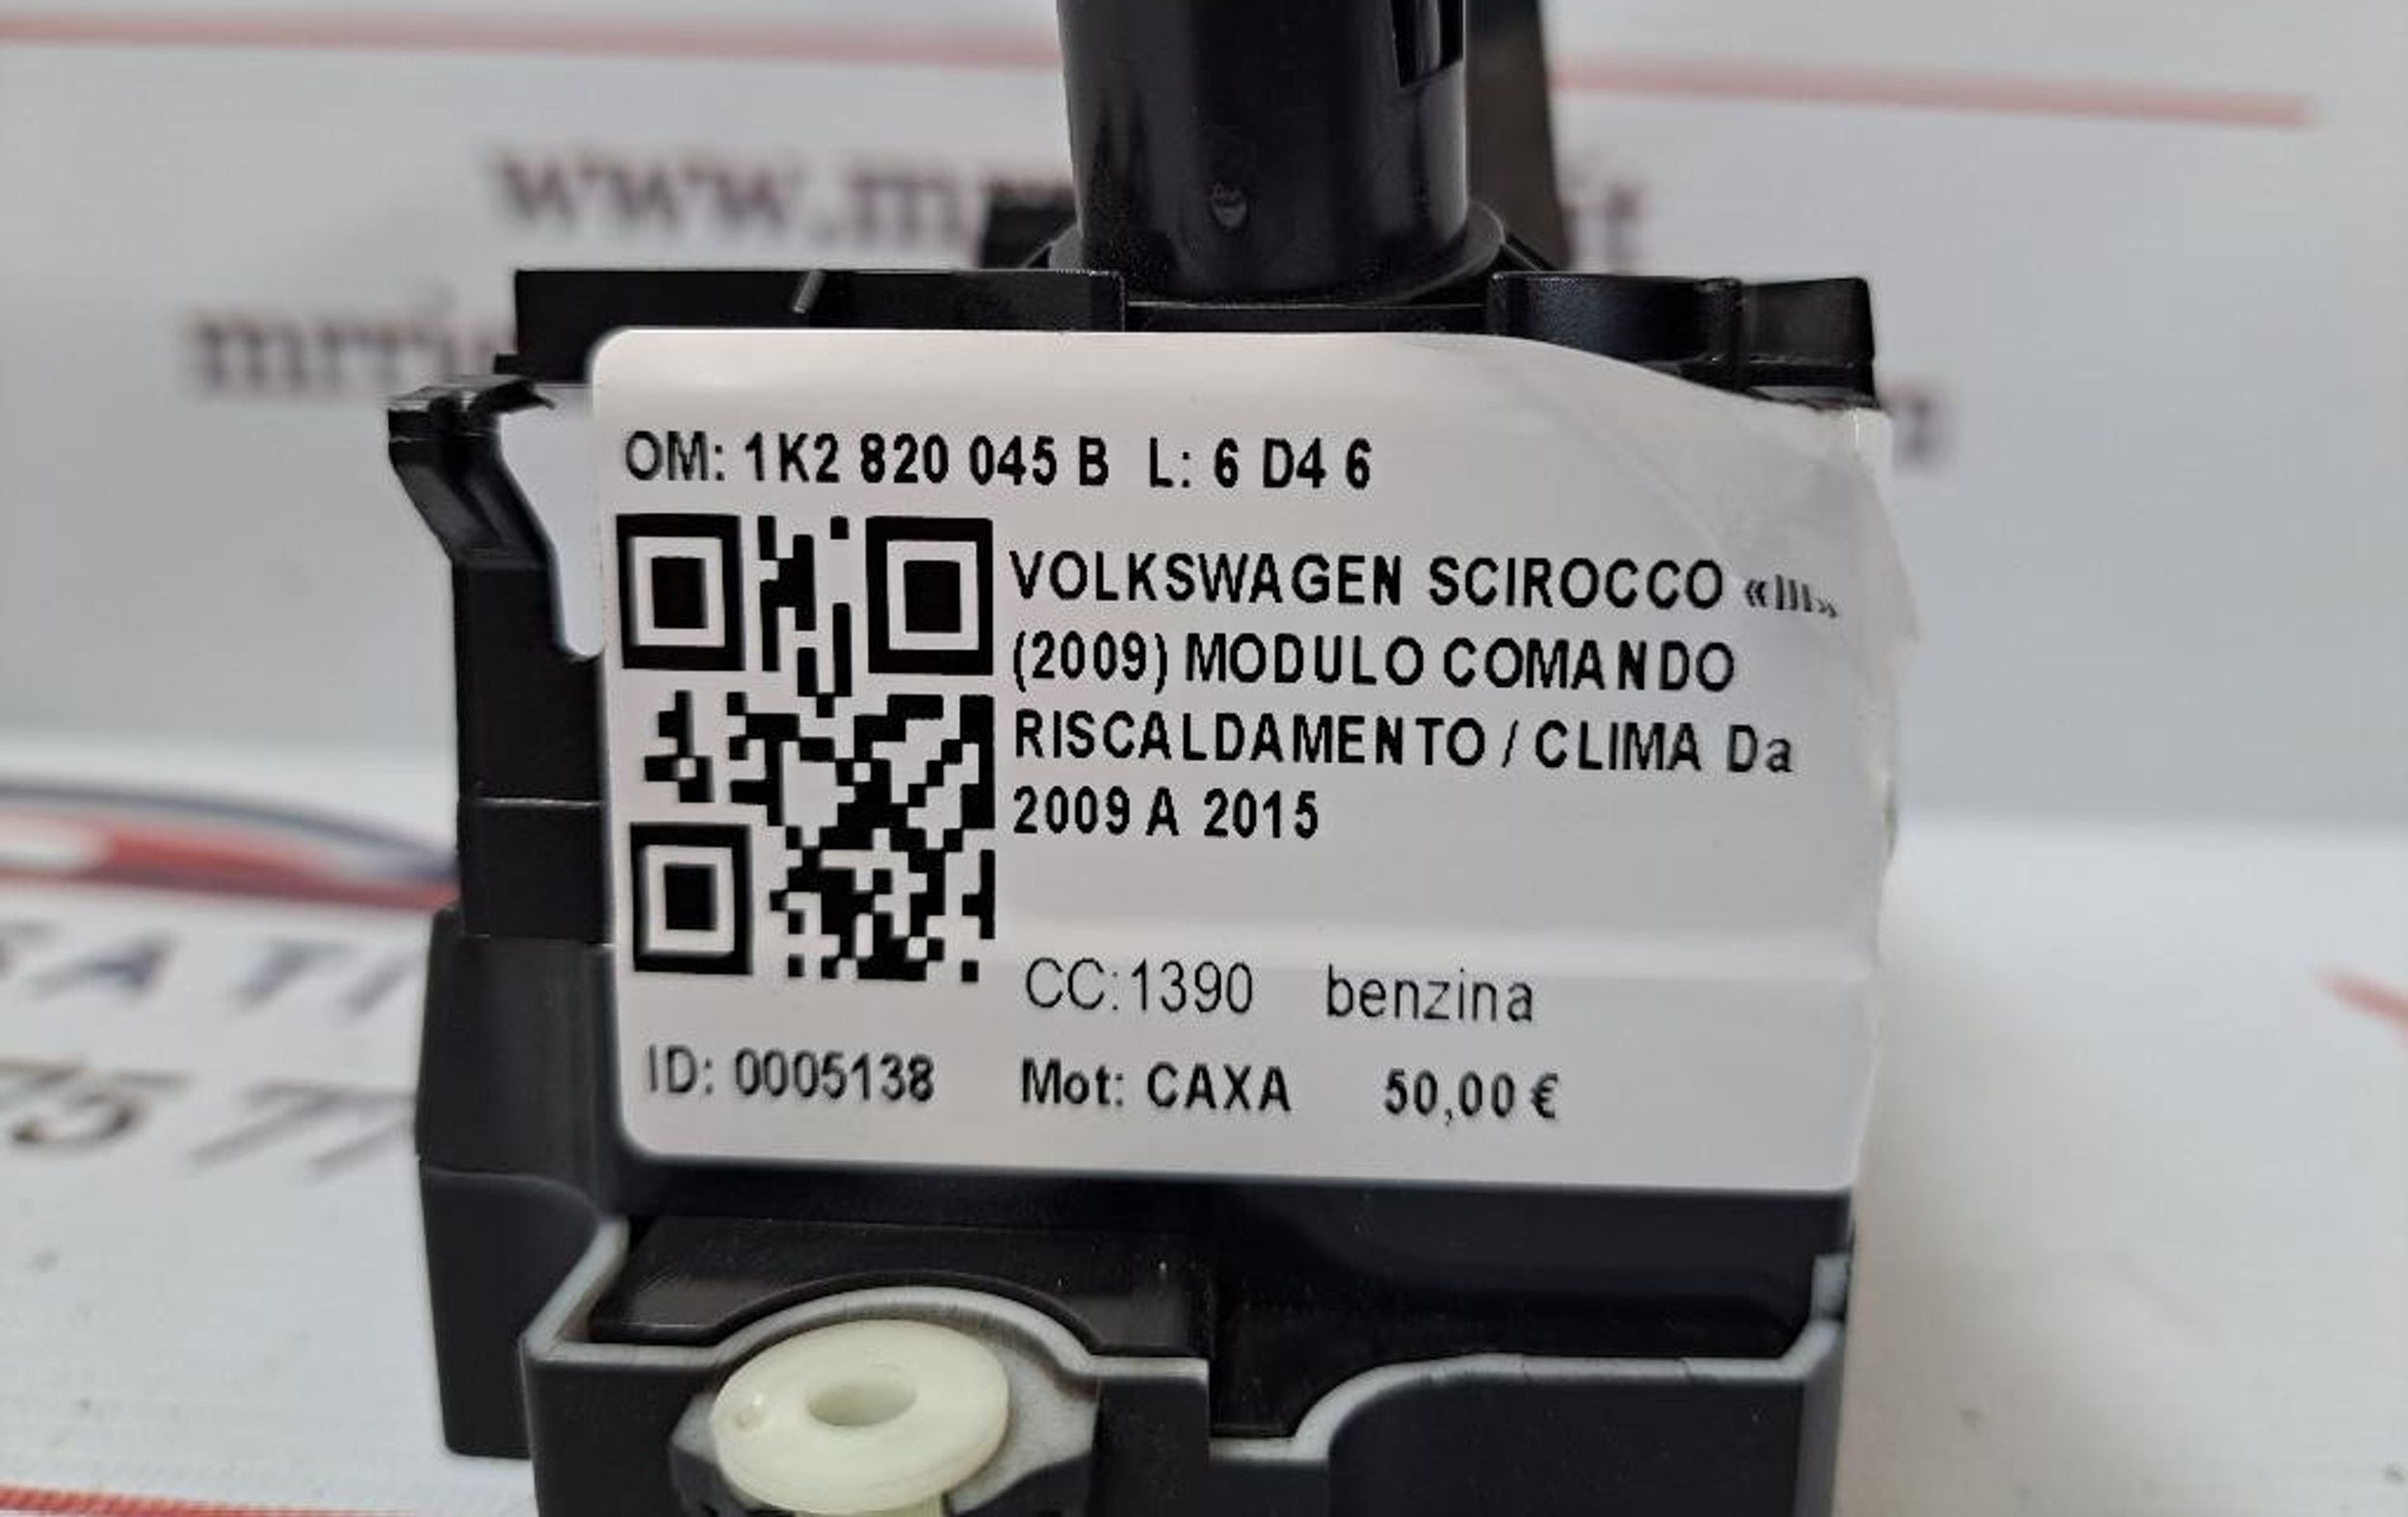 OM: 1K2 820 045 B L: 6 D4 6
VOLKSWAGEN SCIROCCO «III»
(2009) MODULO COMANDO
RISCALDAMENTO / CLIMA Da
2009 A 2015
CC:1390 benzina
ID: 0005138 Mot: CAXA 50,00 €